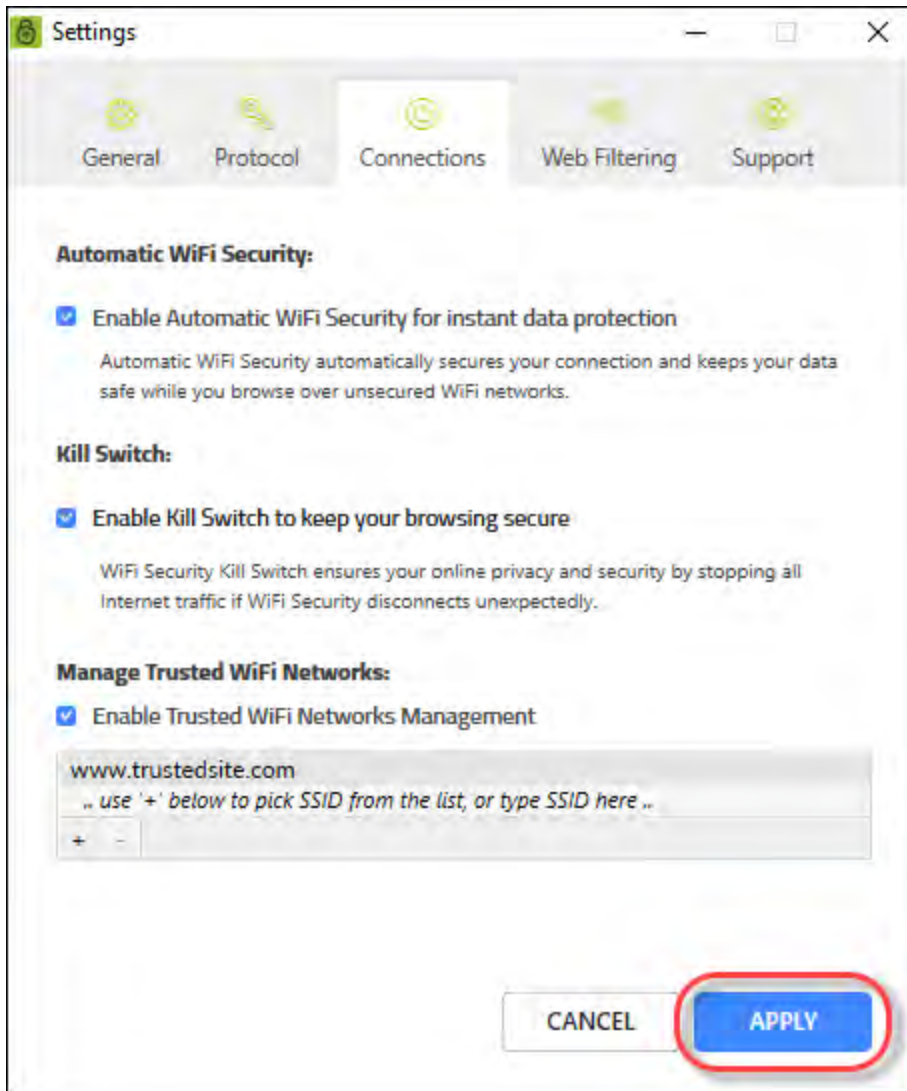 Settings
General Protocol Connections Web Filtering Support
Automatic WiFi Security:
Enable Automatic WiFi Security for instant data protection
Automatic WiFi Security automatically secures your connection and keeps your data
safe while you browse over unsecured WiFi networks.
Kill Switch:
Enable Kill Switch to keep your browsing secure
WiFi Security Kill Switch ensures your online privacy and security by stopping all
Internet traffic if WiFi Security disconnects unexpectedly.
Manage Trusted WiFi Networks:
Enable Trusted WiFi Networks Management
www.trustedsite.com
.. use '+' below to pick SSID from the list, or type SSID here ..
+ -
CANCEL APPLY